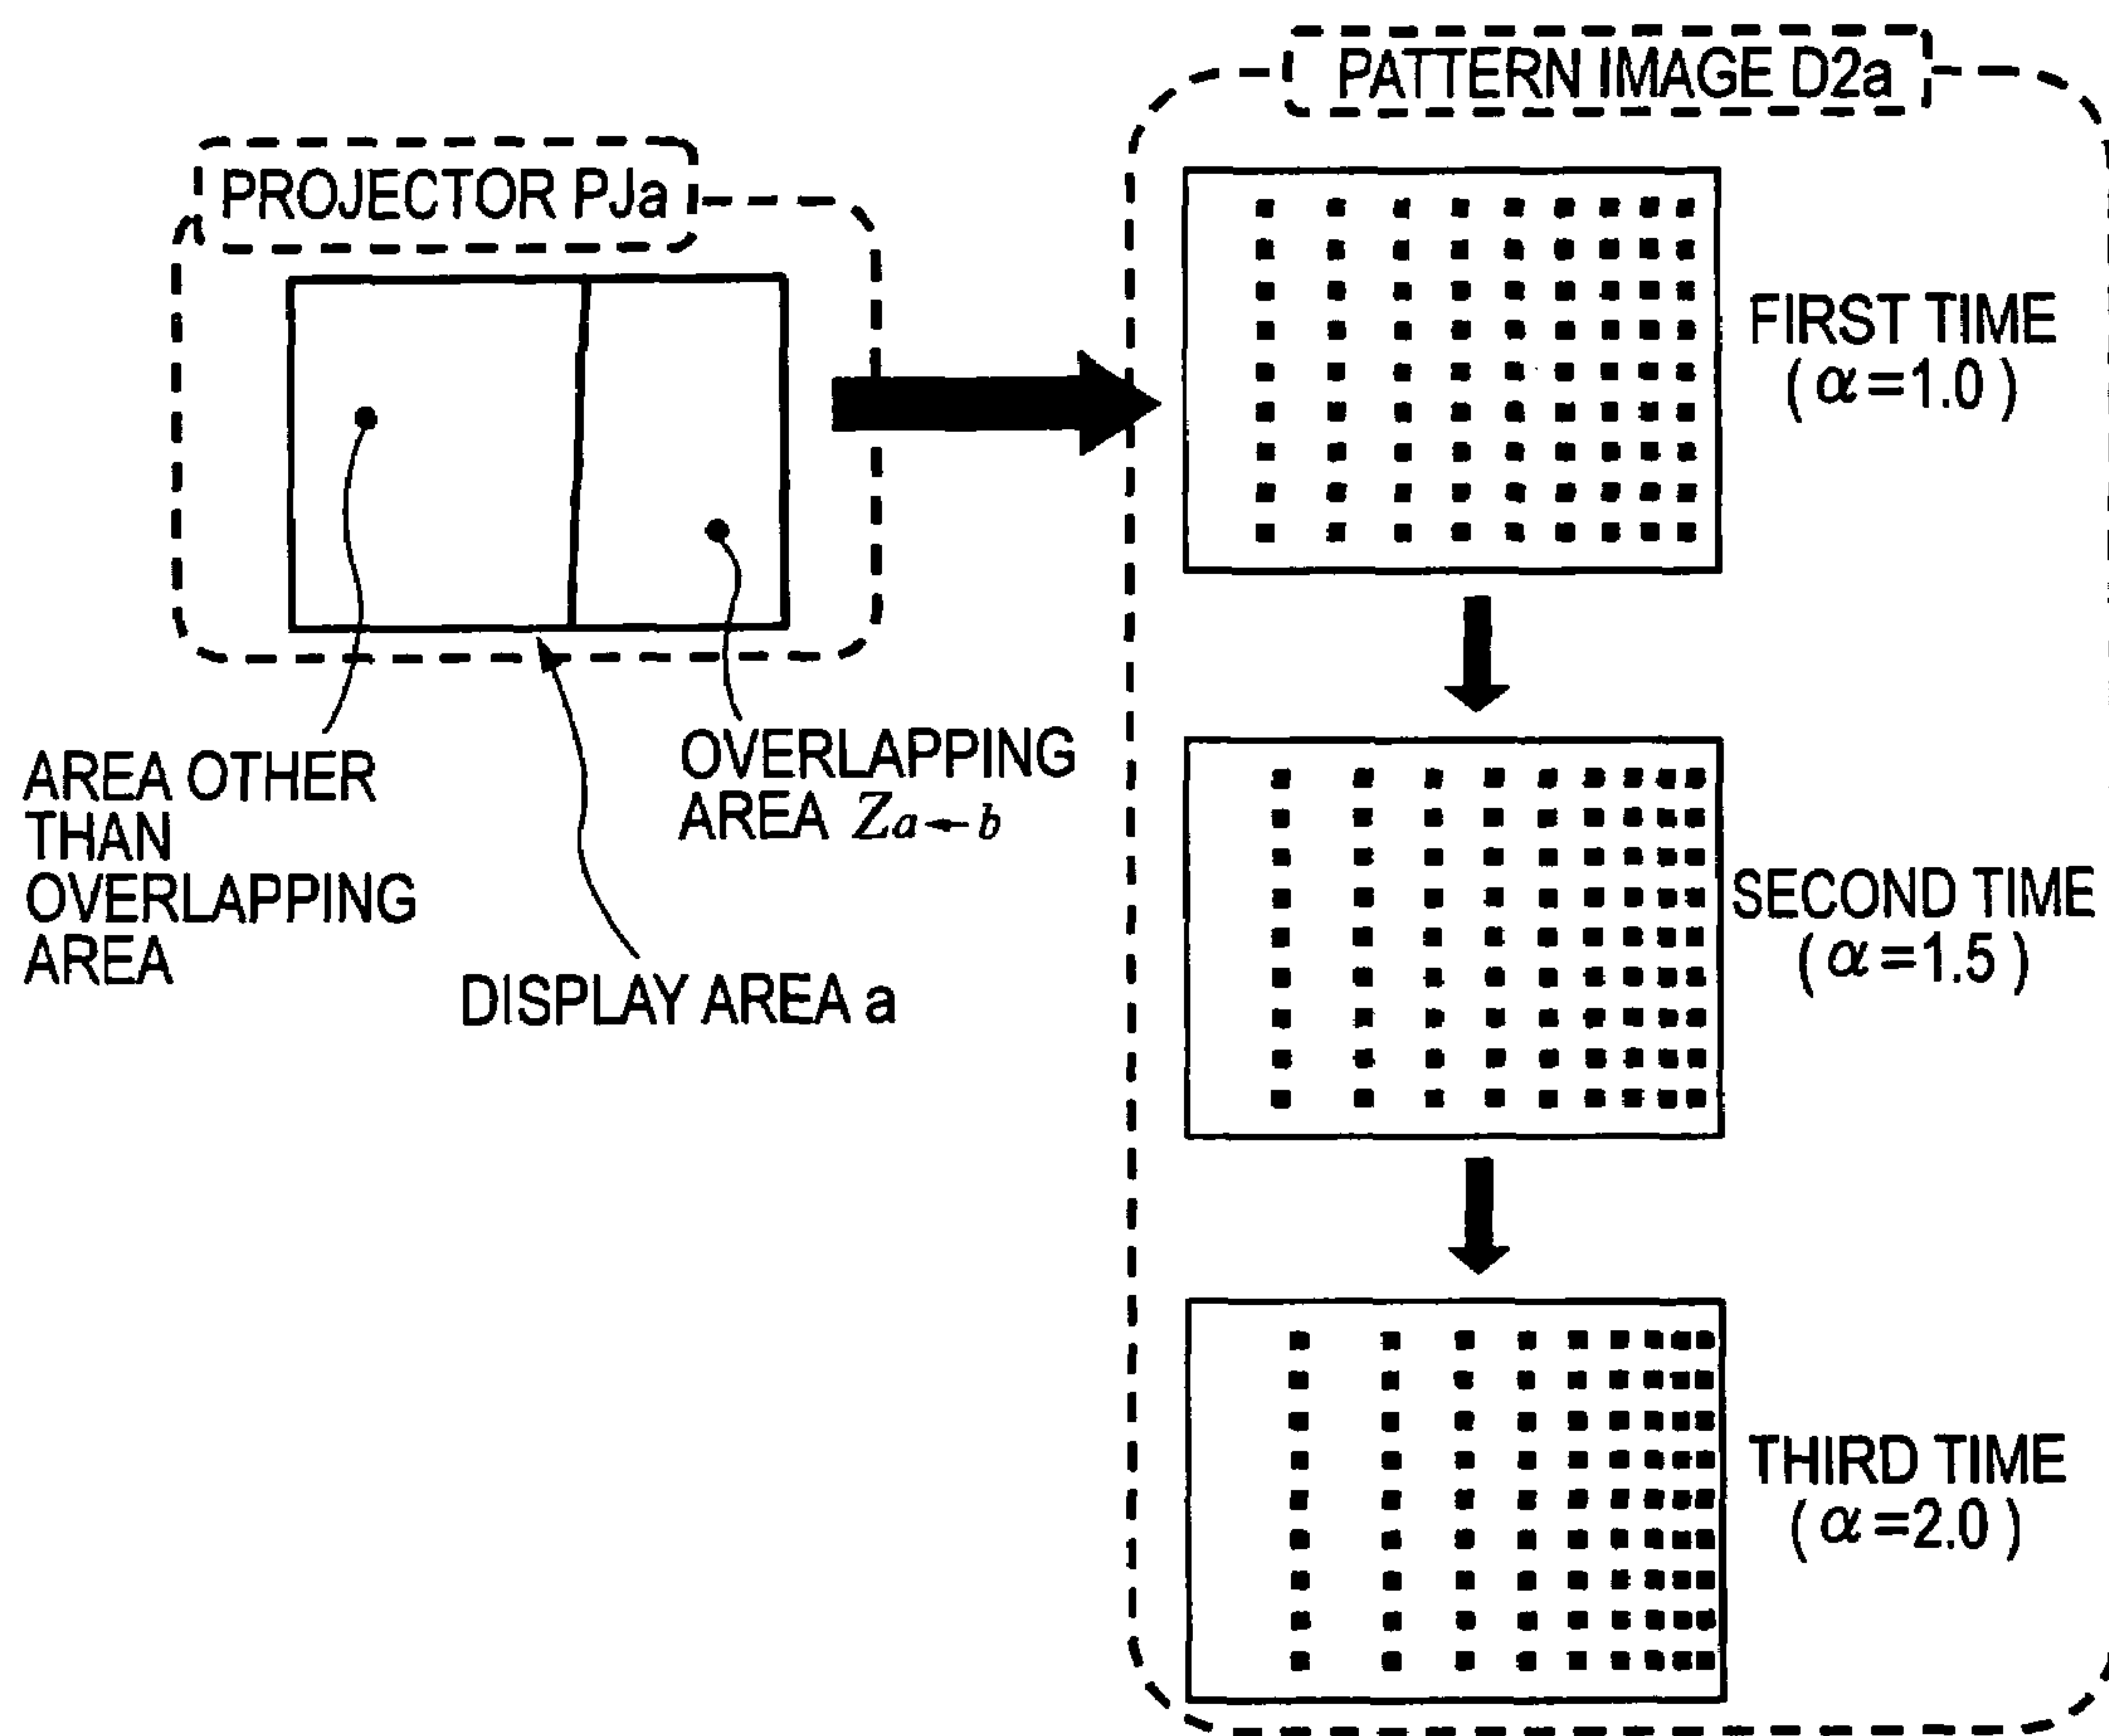 PATTERN IMAGE D2a
PROJECTOR PJa
FIRST TIME
( α=1.0 )
AREA OTHER
THAN
OVERLAPPING
AREA
OVERLAPPING
AREA Za←b
DISPLAY AREA a
SECOND TIME
( α=1.5 )
THIRD TIME
( α=2.0 )